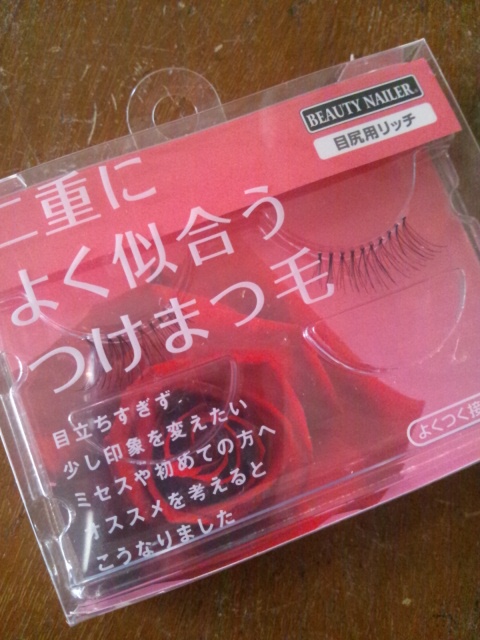 BEAUTY NAILER
目尻用リッチ
二重に
よく似合う
つけまつ毛
目立ちすぎず
少し印象を変えたい
ミセスや初めての方へ
オススメを考えると
こうなりました
よくつく接